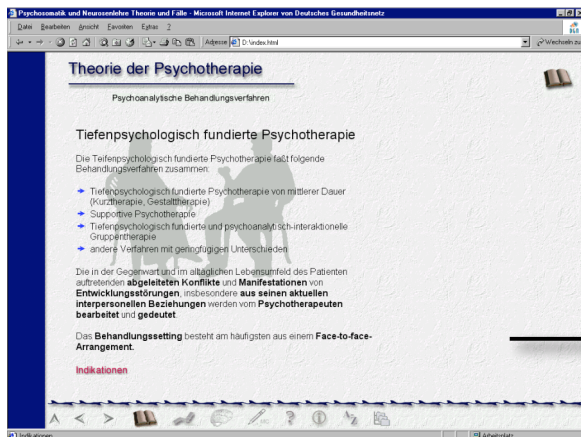 Psychosomatik und Neurosenlehre Theorie und Fälle - Microsoft Internet Explorer von Deutsches Gesundheitsnetz
Datei Bearbeiten Ansicht Favoriten Extras ?
Adresse D:\index.html Wechseln zu
Theorie der Psychotherapie
Psychoanalytische Behandlungsverfahren
Tiefenpsychologisch fundierte Psychotherapie
Die Teifenpsychologisch fundierte Psychotherapie faßt folgende
Behandlungsverfahren zusammen:
Tiefenpsychologisch fundierte Psychotherapie von mittlerer Dauer
(Kurztherapie, Gestalttherapie)
Supportive Psychotherapie
Tiefenpsychologisch fundierte und psychoanalytisch-interaktionelle
Gruppentherapie
andere Verfahren mit geringfügigen Unterschieden
Die in der Gegenwart und im alltäglichen Lebensumfeld des Patienten
auftretenden abgeleiteten Konflikte und Manifestationen von
Entwicklungsstörungen, insbesondere aus seinen aktuellen
interpersonellen Beziehungen werden vom Psychotherapeuten
bearbeitet und gedeutet.
Das Behandlungssetting besteht am häufigsten aus einem Face-to-face-
Arrangement.
Indikationen
Indikationen Arbeitsplatz